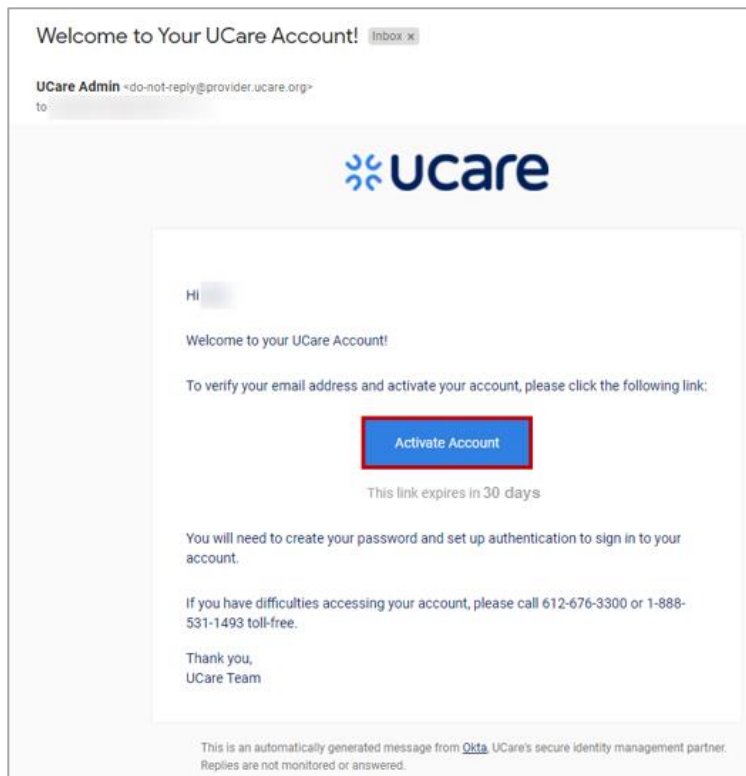 Welcome to Your UCare Account! Inbox x
UCare Admin <do-not-reply@provider.ucare.org>
to
ucare
Hi
Welcome to your UCare Account!
To verify your email address and activate your account, please click the following link:
Activate Account
This link expires in 30 days
You will need to create your password and set up authentication to sign in to your
account.
If you have difficulties accessing your account, please call 612-676-3300 or 1-888-
531-1493 toll-free.
Thank you,
UCare Team
This is an automatically generated message from Okta, UCare's secure identity management partner.
Replies are not monitored or answered.